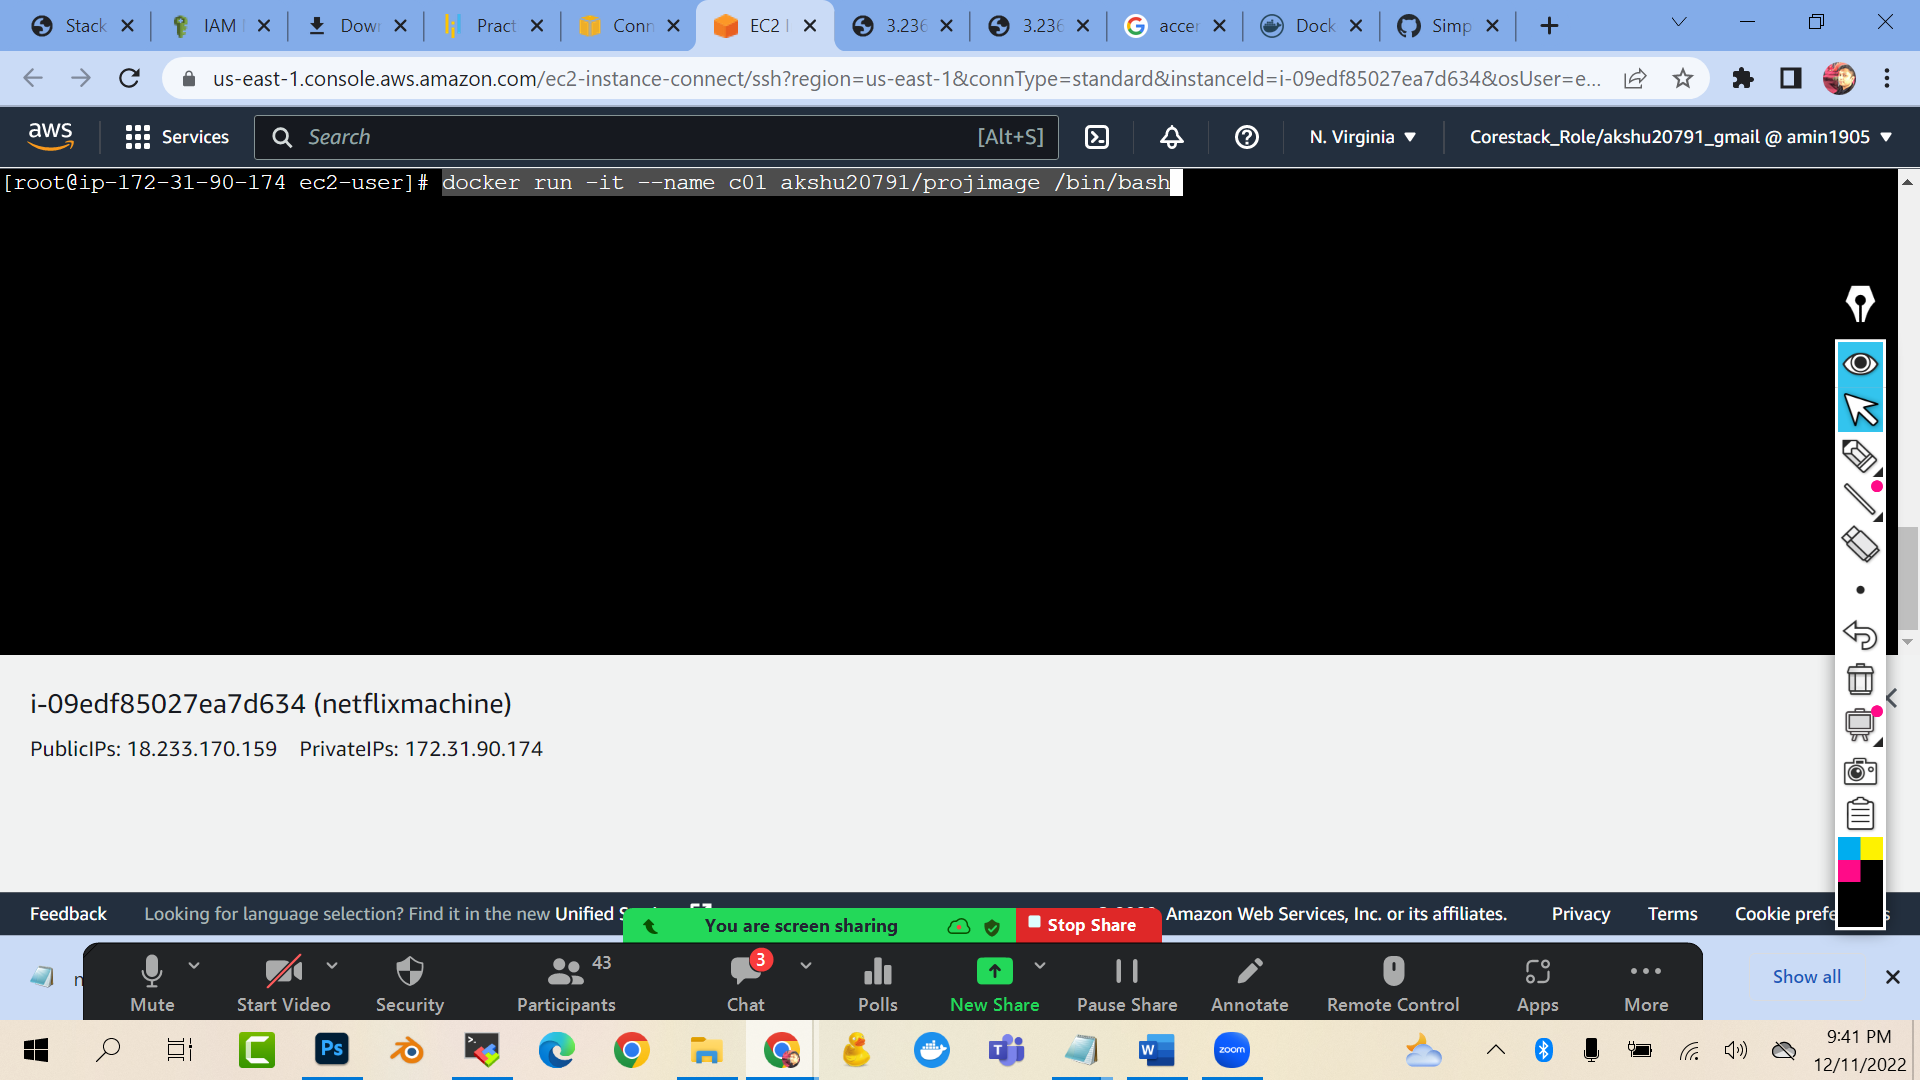 Stack
IAM
Dow
Pract
Conn
EC2 I
3.236
3.236
accer
Dock
Simp
us-east-1.console.aws.amazon.com/ec2-instance-connect/ssh?region=us-east-1&connType=standard&instanceId=i-09edf85027ea7d634&osUser=e...
aws
Services
Search
[Alt+S]
N. Virginia
Corestack_Role/akshu20791_gmail @ amin1905
[root@ip-172-31-90-174 ec2-user]# docker run -it --name c01 akshu20791/projimage /bin/bash
i-09edf85027ea7d634 (netflixmachine)
PublicIPs: 18.233.170.159 PrivateIPs: 172.31.90.174
Feedback
Looking for language selection? Find it in the new Unified S
Amazon Web Services, Inc. or its affiliates.
Privacy
Terms
Cookie prefe
s
You are screen sharing
Stop Share
n
Mute
Start Video
Security
Participants
43
Chat
3
Polls
New Share
Pause Share
Annotate
Remote Control
Apps
More
Show all
Ps
W
zoom
9:41 PM
12/11/2022